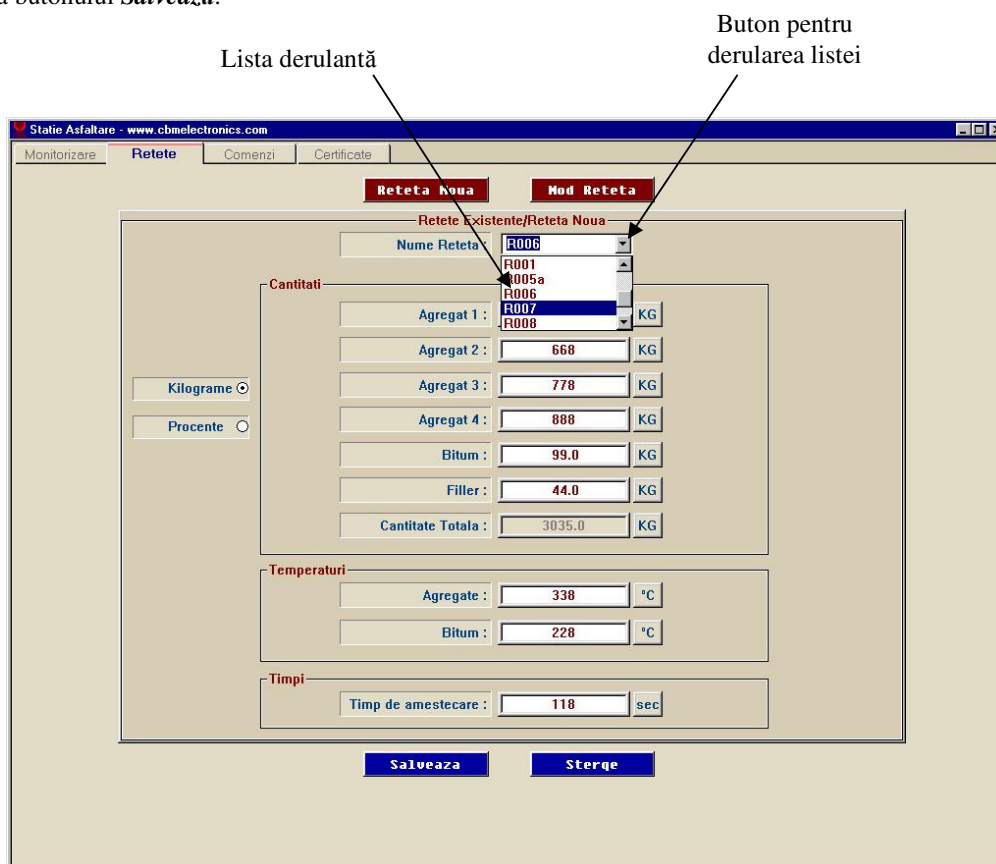 butonului Salvează.
Buton pentru
derularea listei
Lista derulantă
Statie Asfaltare - www.cbmelectronics.com
Monitorizare Retete Comenzi Certificate
Reteta Noua Mod Reteta
Retete Existente/Reteta Noua
Nume Reteta : R006
R001
R005a
R006
R007
R008
Cantitati
Agregat 1 : KG
Agregat 2 : 668 KG
Agregat 3 : 778 KG
Agregat 4 : 888 KG
Kilograme
Procente
Bitum : 99.0 KG
Filler : 44.0 KG
Cantitate Totala : 3035.0 KG
Temperaturi
Agregate : 338 °C
Bitum : 228 °C
Timpi
Timp de amestecare : 118 sec
Salveaza Sterge